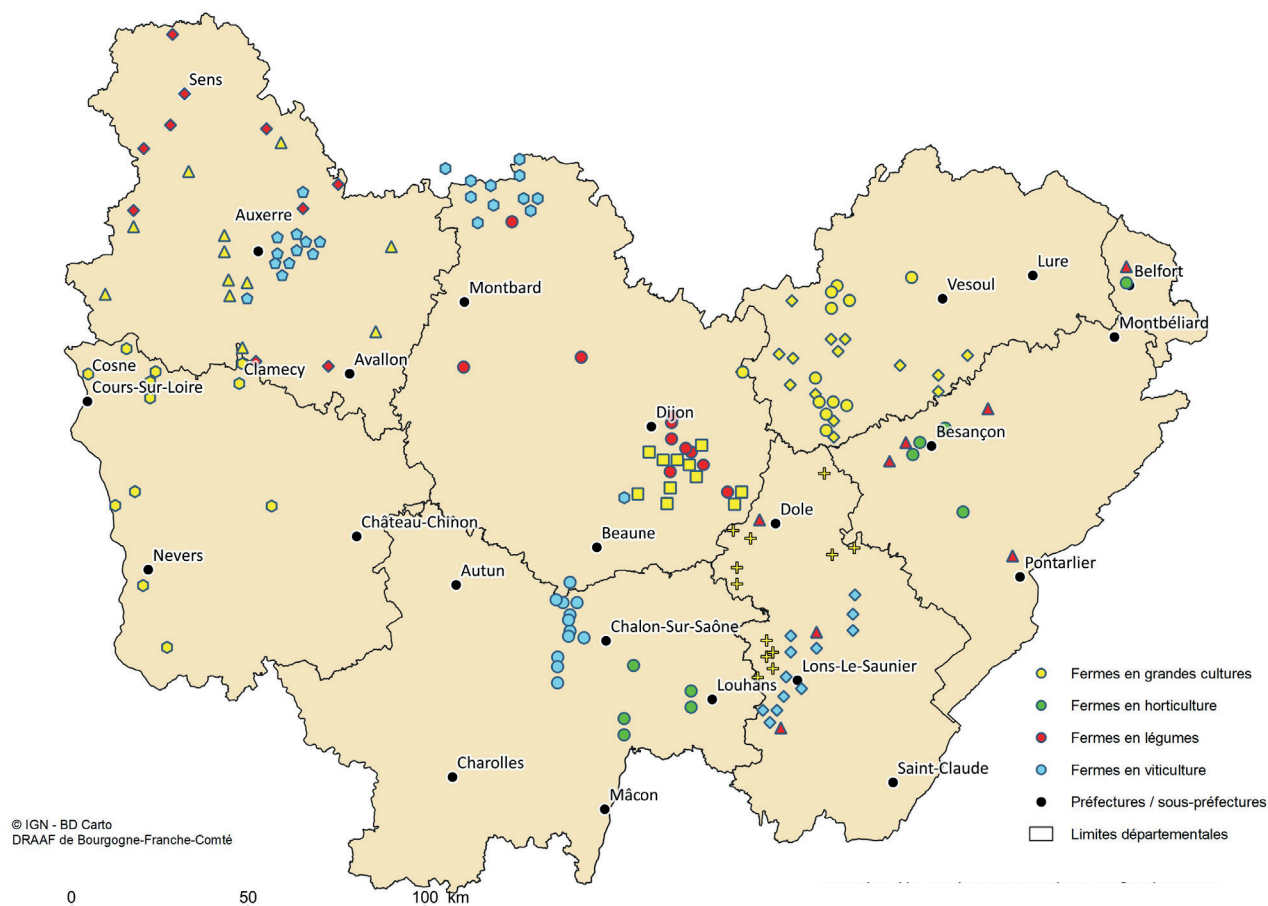 Sens
Auxerre
Montbard
Avallon
Clamecy
Cosne
Cours-Sur-Loire
Lure
Vesoul
Belfort
Montbéliard
Dijon
Besançon
Dole
Beaune
Château-Chinon
Nevers
Autun
Pontarlier
Chalon-Sur-Saône
Louhans
Lons-Le-Saunier
Charolles
Mâcon
Saint-Claude
Fermes en grandes cultures
Fermes en horticulture
Fermes en légumes
Fermes en viticulture
Préfectures / sous-préfectures
Limites départementales
© IGN - BD Carto
DRAAF de Bourgogne-Franche-Comté
0 50 100 km